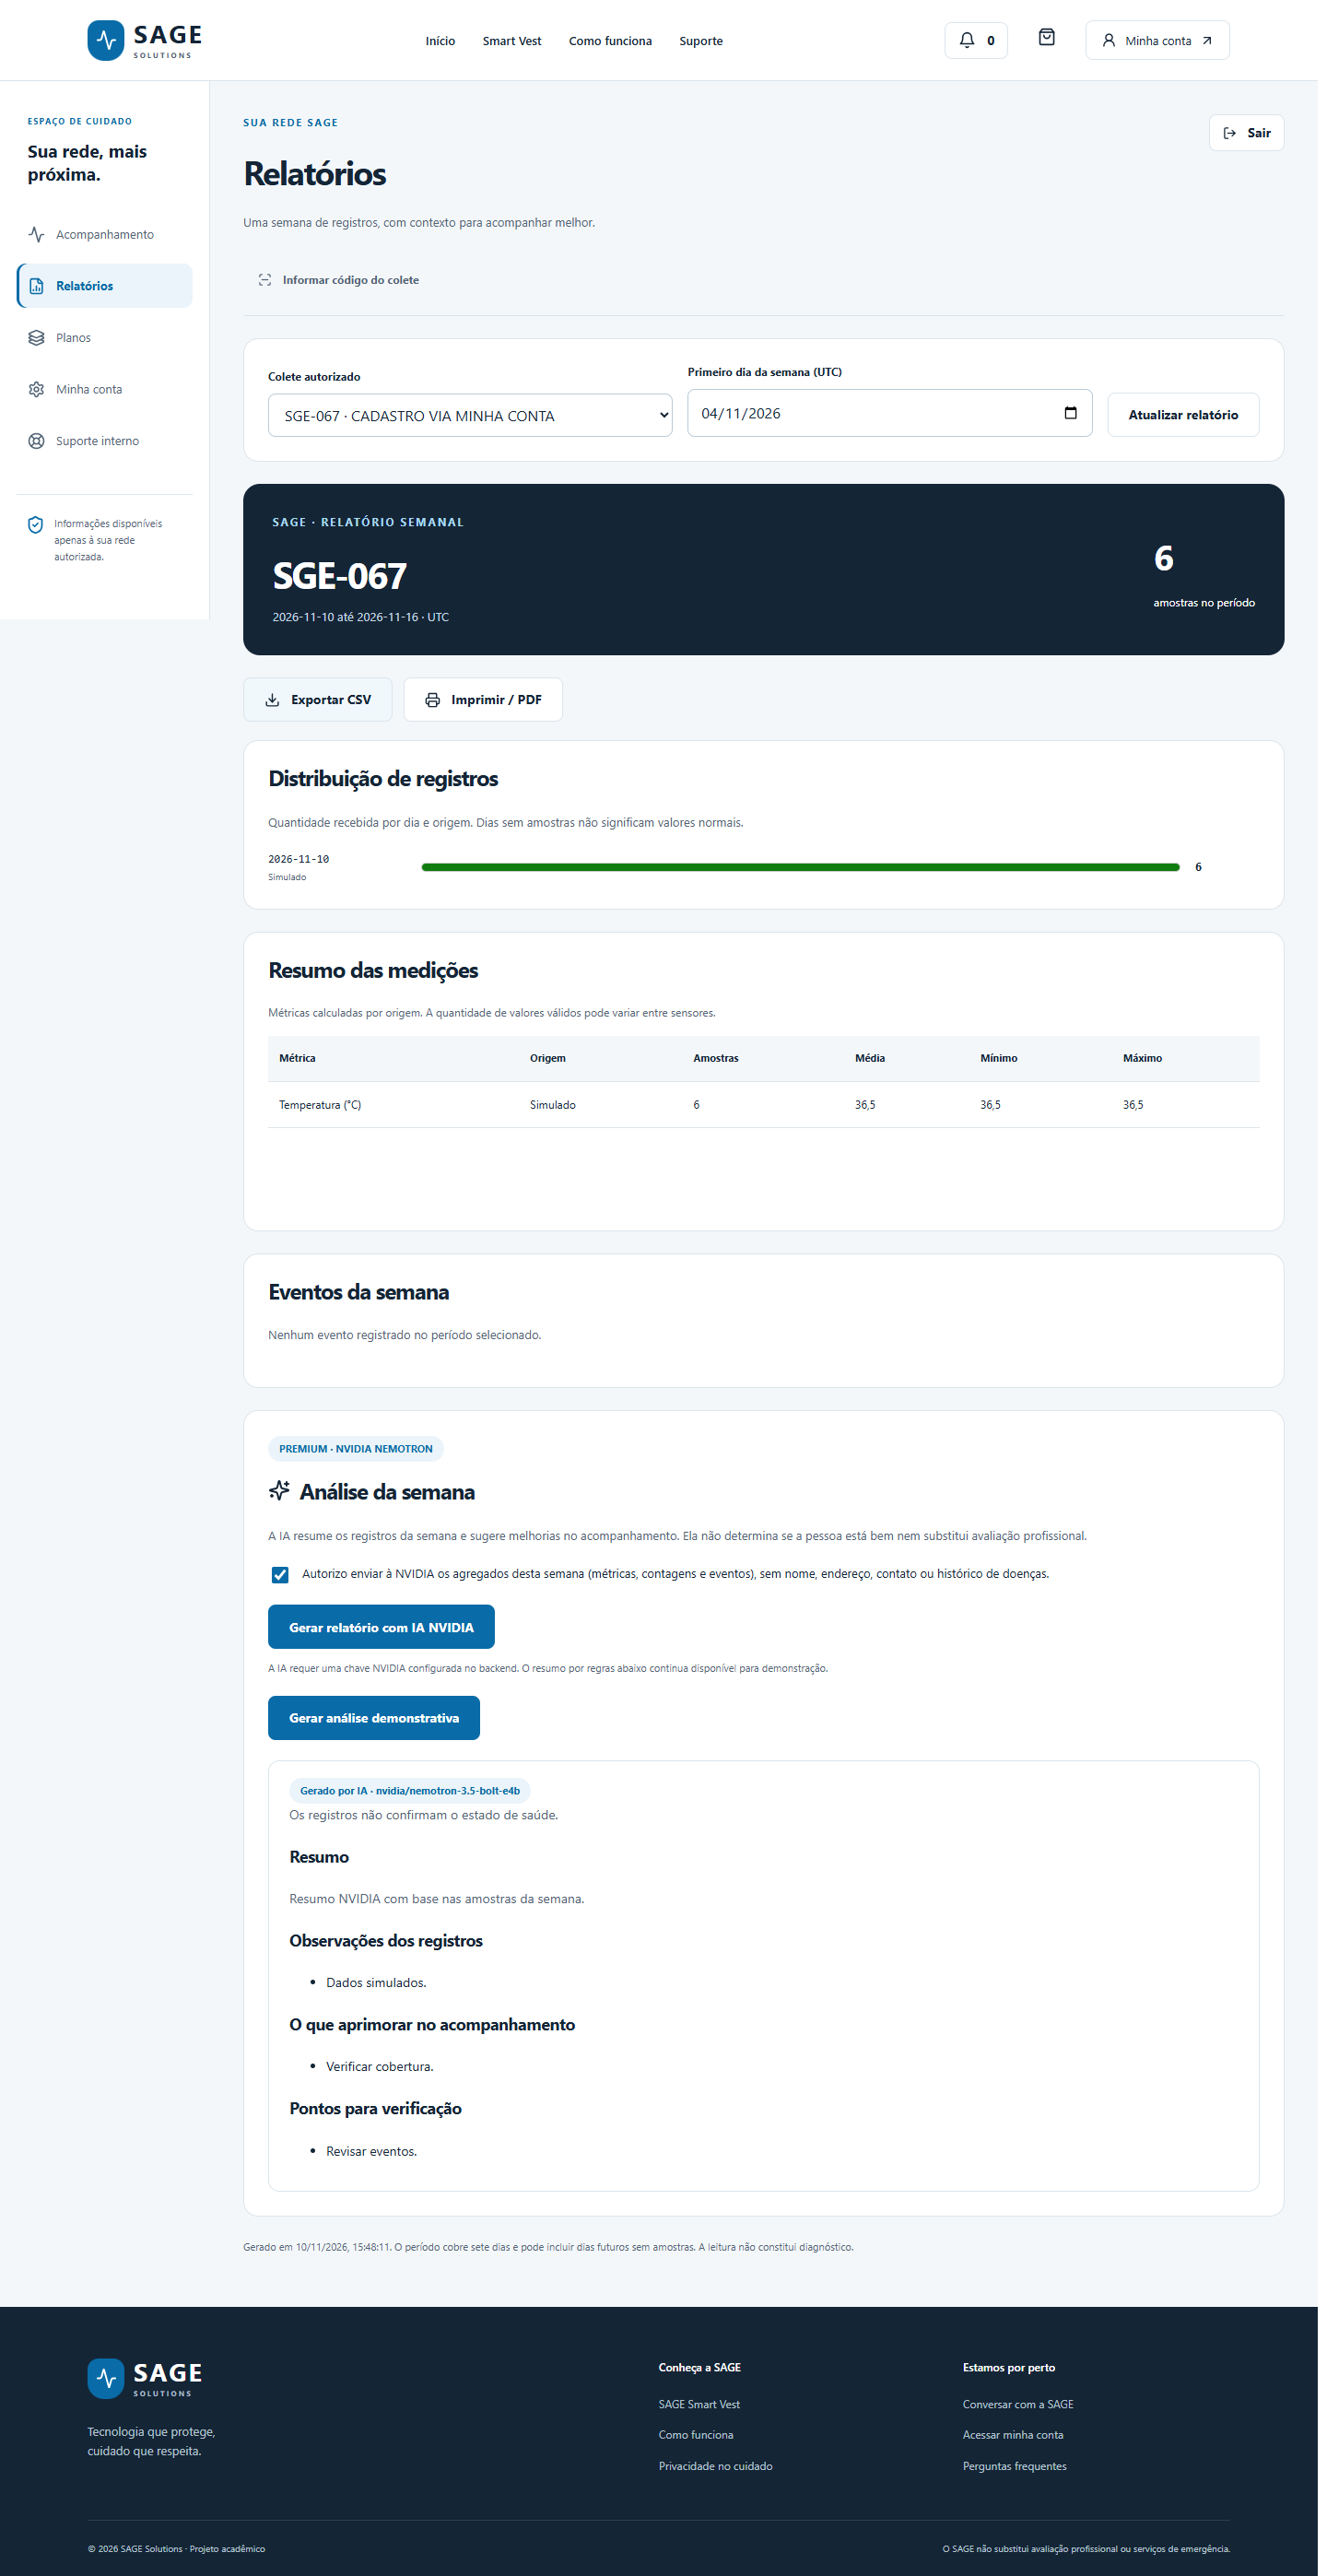 SAGE
SOLUTIONS
Início
Smart Vest
Como funciona
Suporte
0
Minha conta
ESPAÇO DE CUIDADO
Sua rede, mais
próxima.
Acompanhamento
Relatórios
Planos
Minha conta
Suporte interno
Informações disponíveis
apenas à sua rede
autorizada.
SUA REDE SAGE
Sair
Relatórios
Uma semana de registros, com contexto para acompanhar melhor.
Informar código do colete
Colete autorizado
SGE-067 · CADASTRO VIA MINHA CONTA
Primeiro dia da semana (UTC)
04/11/2026
Atualizar relatório
SAGE · RELATÓRIO SEMANAL
SGE-067
2026-11-10 até 2026-11-16 · UTC
6
amostras no período
Exportar CSV
Imprimir / PDF
Distribuição de registros
Quantidade recebida por dia e origem. Dias sem amostras não significam valores normais.
2026-11-10
Simulado
6
Resumo das medições
Métricas calculadas por origem. A quantidade de valores válidos pode variar entre sensores.
Métrica Origem Amostras Média Mínimo Máximo
Temperatura (°C) Simulado 6 36,5 36,5 36,5
Eventos da semana
Nenhum evento registrado no período selecionado.
PREMIUM · NVIDIA NEMOTRON
Análise da semana
A IA resume os registros da semana e sugere melhorias no acompanhamento. Ela não determina se a pessoa está bem nem substitui avaliação profissional.
Autorizo enviar à NVIDIA os agregados desta semana (métricas, contagens e eventos), sem nome, endereço, contato ou histórico de doenças.
Gerar relatório com IA NVIDIA
A IA requer uma chave NVIDIA configurada no backend. O resumo por regras abaixo continua disponível para demonstração.
Gerar análise demonstrativa
Gerado por IA · nvidia/nemotron-3.5-bolt-e4b
Os registros não confirmam o estado de saúde.
Resumo
Resumo NVIDIA com base nas amostras da semana.
Observações dos registros
• Dados simulados.
O que aprimorar no acompanhamento
• Verificar cobertura.
Pontos para verificação
• Revisar eventos.
Gerado em 10/11/2026, 15:48:11. O período cobre sete dias e pode incluir dias futuros sem amostras. A leitura não constitui diagnóstico.
SAGE
SOLUTIONS
Tecnologia que protege,
cuidado que respeita.
Conheça a SAGE
SAGE Smart Vest
Como funciona
Privacidade no cuidado
Estamos por perto
Conversar com a SAGE
Acessar minha conta
Perguntas frequentes
© 2026 SAGE Solutions · Projeto acadêmico
O SAGE não substitui avaliação profissional ou serviços de emergência.